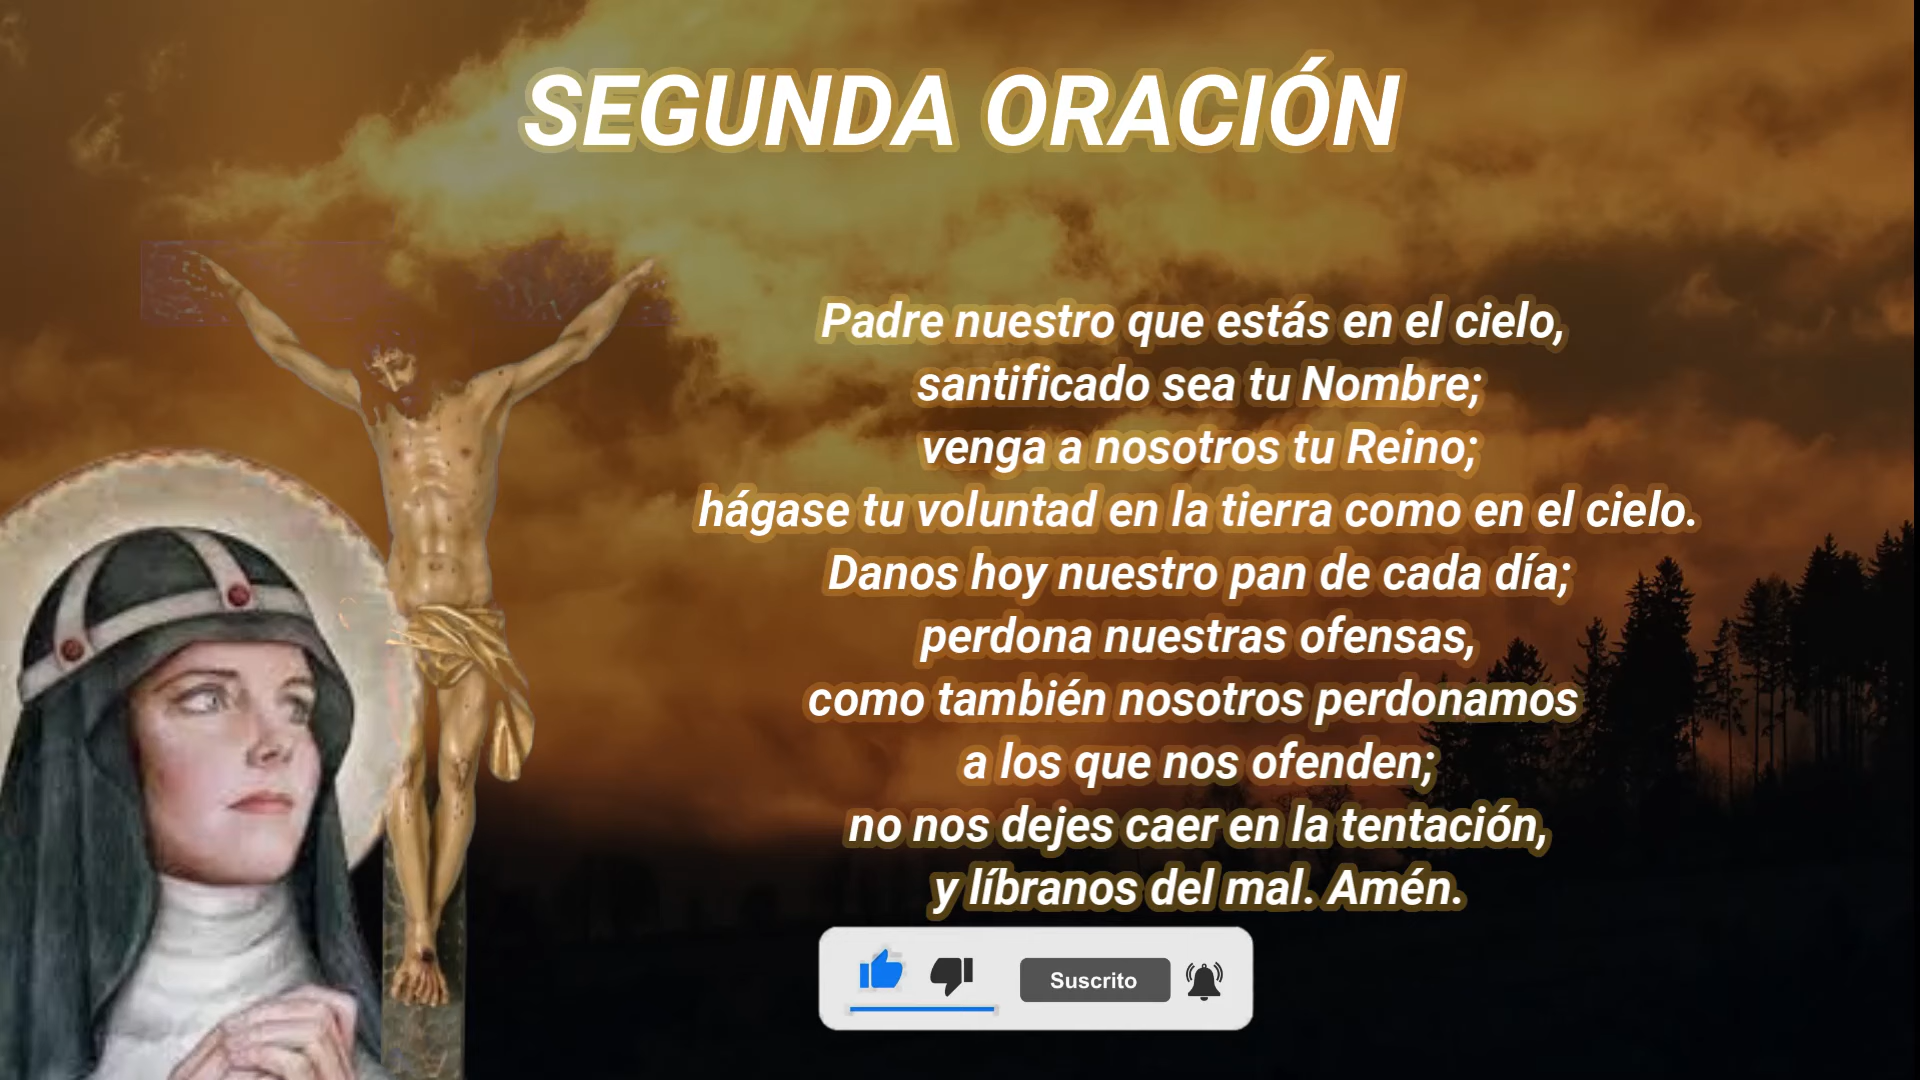 SEGUNDA ORACIÓN
Padre nuestro que estás en el cielo,
santificado sea tu Nombre;
venga a nosotros tu Reino;
hágase tu voluntad en la tierra como en el cielo.
Danos hoy nuestro pan de cada día;
perdona nuestras ofensas,
como también nosotros perdonamos
a los que nos ofenden;
no nos dejes caer en la tentación,
y líbranos del mal. Amén.
Suscrito